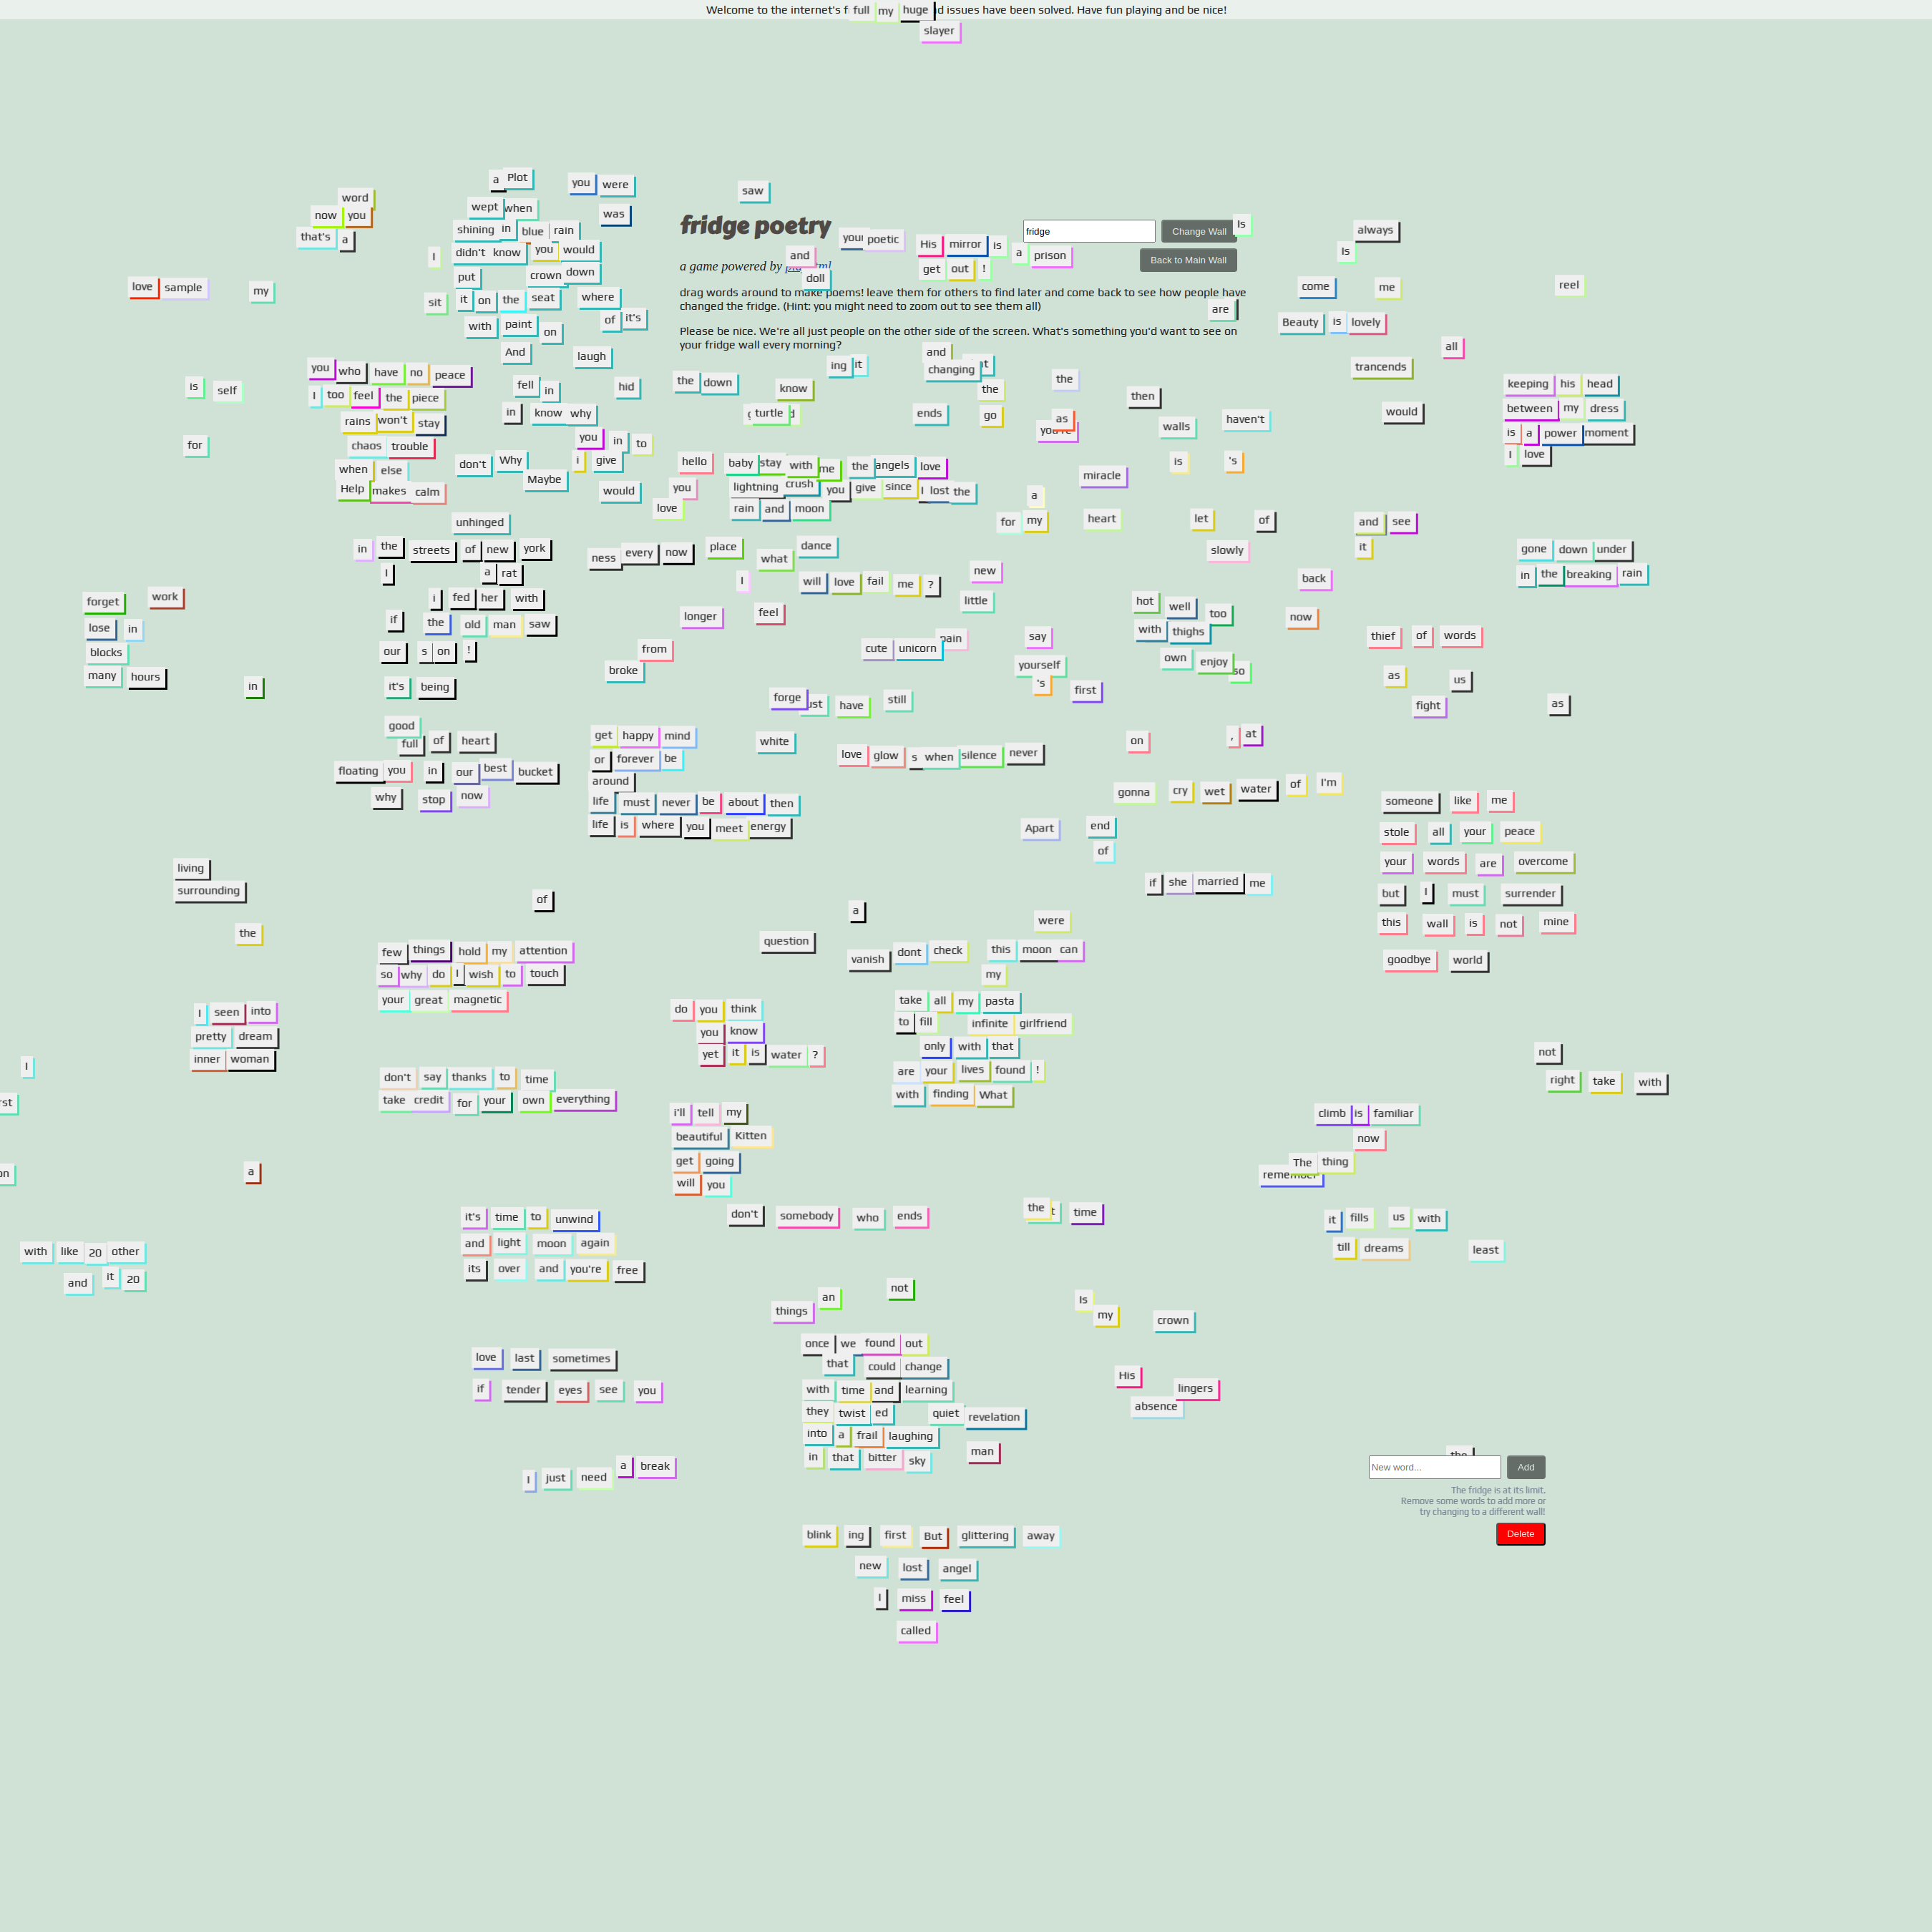 Welcome to the internet's f
d issues have been solved. Have fun playing and be nice!
full my huge
slayer
a Plot
you were
saw
word
now you
that's a
wept when
was
shining in blue rain
I didn't know you would
put crown down
sit it on the seat where
with paint on of it's
And laugh
fridge poetry
fridge
Change Wall
Back to Main Wall
a game powered by
your poetic
and
doll
His mirror is a prison
get out !
Is
drag words around to make poems! leave them for others to find later and come back to see how people have
changed the fridge. (Hint: you might need to zoom out to see them all)
Please be nice. We're all just people on the other side of the screen. What's something you'd want to see on
your fridge wall every morning?
are
always
Is
come me
reel
Beauty is lovely
all
trancends
would
love sample my
is self
for
you who have no peace
I too feel the piece
rains won't stay
chaos trouble
when else
Help makes calm
fell in hid
in know why
you in to
don't Why i give
Maybe
would
the down
know
turtle
ing it
and
changing
the
go
ends
the
as
then
walls
haven't
is 's
miracle
keeping his head
between my dress
is a power moment
I love
hello
you
love
baby stay with me the angels love
lightning crush you give since I lost the
rain and moon
a
for my heart let of
and see
it
slowly
back
now
gone down under
in the breaking rain
unhinged
in the streets of new york
I a rat
i fed her with
if the old man saw
our s on !
it's being
ness every now place
what dance
I will love fail me ?
new
little
longer feel
from
broke
cute unicorn
pain
say
yourself
's first
hot well too
with thighs
own enjoy so
thief of words
as us
fight
as
forget work
lose in
blocks
many hours
in
good
full of heart
floating you in our best bucket
why stop now
get happy mind
or forever be
around
life must never be about then
life is where you meet energy
forge
have still
white
love glow s when silence never
on
, at
gonna cry wet water of I'm
Apart end
of
if she married me
someone like me
stole all your peace
your words are overcome
but I must surrender
this wall is not mine
goodbye world
living
surrounding
the
of
a
question
were
vanish dont check this moon can
my
few things hold my attention
so why do I wish to touch
your great magnetic
take all my pasta
to fill infinite girlfriend
only with that
are your lives found !
with finding What
do you think
you know
yet it is water ?
I seen into
pretty dream
inner woman
I
rst
on
a
don't say thanks to time
take credit for your own everything
i'll tell my
beautiful Kitten
get going
will you
not
right take with
climb is familiar
now
The thing
remember
don't somebody who ends
the time
it's time to unwind
and light moon again
its over and you're free
it fills us with
till dreams least
with like 20 other
and it 20
not
an
things
Is
my
crown
once we found out
that could change
with time and learning
they twist ed quiet revelation
into a frail laughing
in that bitter sky
man
love last sometimes
if tender eyes see you
His
lingers
absence
I just need a break
New word...
Add
The fridge is at its limit.
Remove some words to add more or
try changing to a different wall!
Delete
blink ing first But glittering away
new lost angel
I miss feel
called